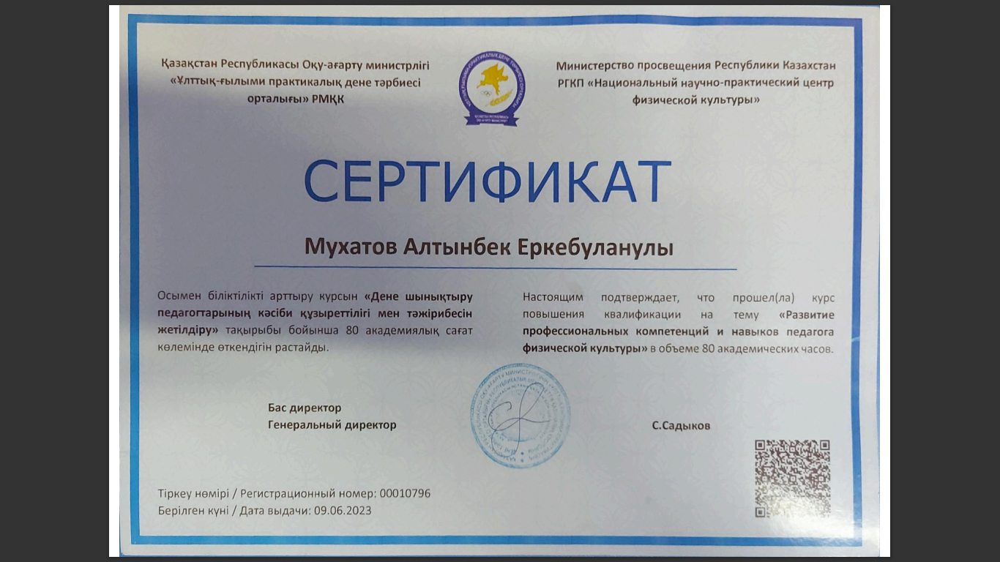 Қазақстан Республикасы Оқу-ағарту министрлігі
«Ұлттық-ғылыми практикалық дене тәрбиесі
орталығы» РМҚК
Министерство просвещения Республики Казахстан
РГКП «Национальный научно-практический центр
физической культуры»
СЕРТИФИКАТ
Мухатов Алтынбек Еркебуланулы
Осымен біліктілікті арттыру курсын «Дене шынықтыру
педагогтарының кәсіби құзыреттілігі мен тәжірибесін
жетілдіру» тақырыбы бойынша 80 академиялық сағат
көлемінде өткендігін растайды.
Настоящим подтверждает, что прошел(ла) курс
повышения квалификации на тему «Развитие
профессиональных компетенций и навыков педагога
физической культуры» в объеме 80 академических часов.
Бас директор
Генеральный директор
С.Садыков
Тіркеу нөмірі / Регистрационный номер: 00010796
Берілген күні / Дата выдачи: 09.06.2023